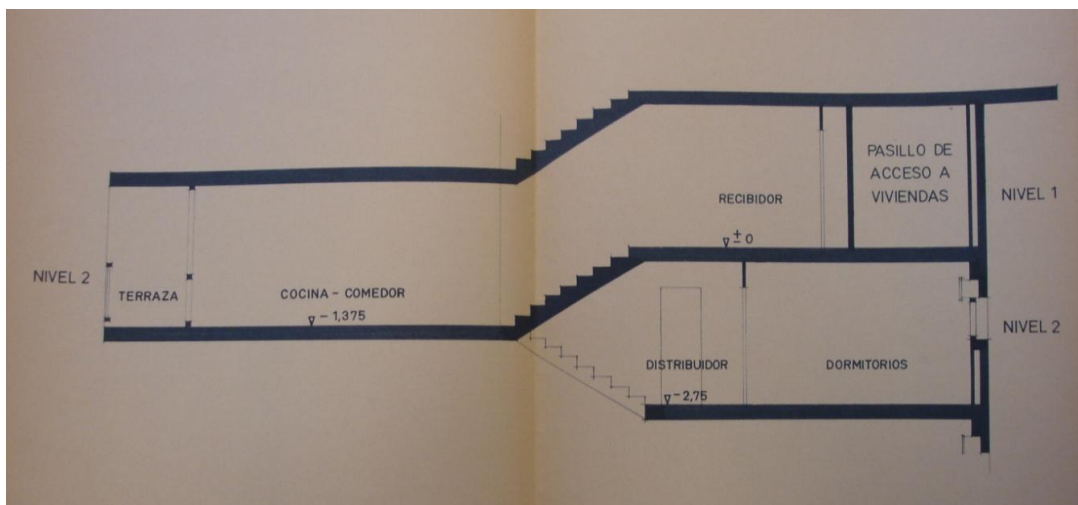 PASILLO DE
ACCESO A
VIVIENDAS
NIVEL 1
RECIBIDOR
± 0
NIVEL 2
TERRAZA
COCINA - COMEDOR
- 1,375
NIVEL 2
DISTRIBUIDOR
DORMITORIOS
- 2,75